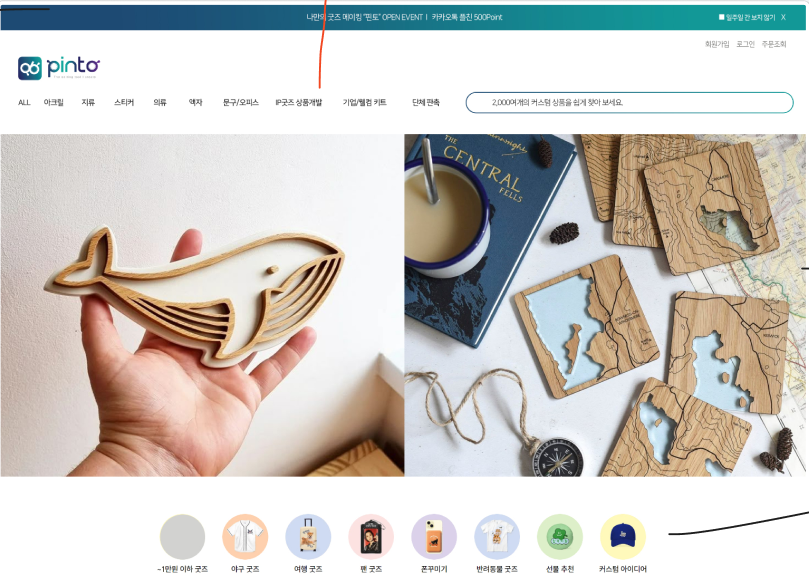 나만의 굿즈 메이킹 "핀토" OPEN EVENT I 카카오톡 플친 500Point
일주일 간 보지 않기 X
회원가입 로그인 주문조회
pinto
ALL 아크릴 지류 스티커 의류 액자 문구/오피스 IP굿즈 상품개발 기업/웰컴 키트 단체 판촉
2,000여개의 커스텀 상품을 쉽게 찾아 보세요.
THE
CENTRAL
FELLS
~1만원 이하 굿즈 야구 굿즈 여행 굿즈 팬 굿즈 폰꾸미기 반려동물 굿즈 선물 추천 커스텀 아이디어